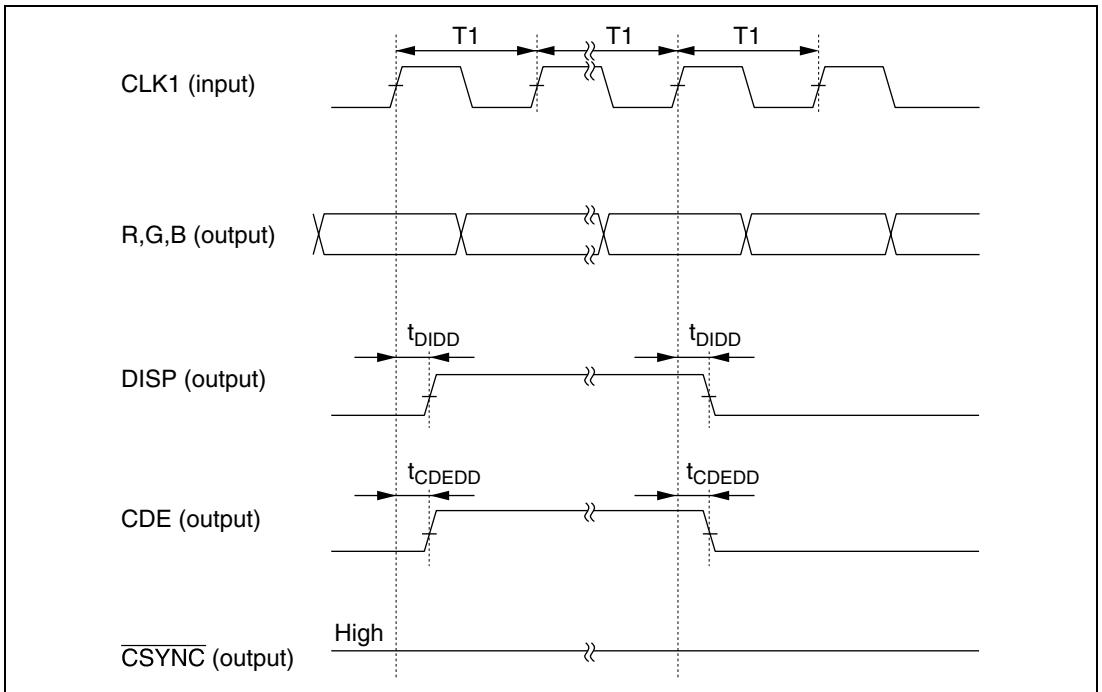 T1 T1 T1
CLK1 (input)
R,G,B (output)
tDIDD tDIDD
DISP (output)
tCDEDD tCDEDD
CDE (output)
High
CSYNC (output)